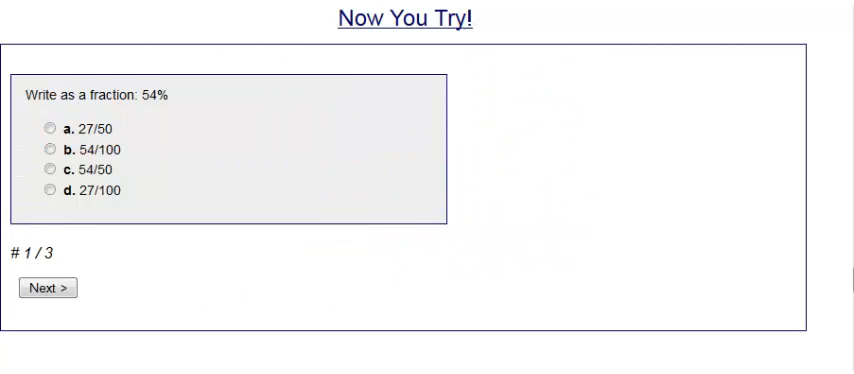 Now You Try!
Write as a fraction: 54%
a. 27/50
b. 54/100
c. 54/50
d. 27/100
# 1 / 3
Next >